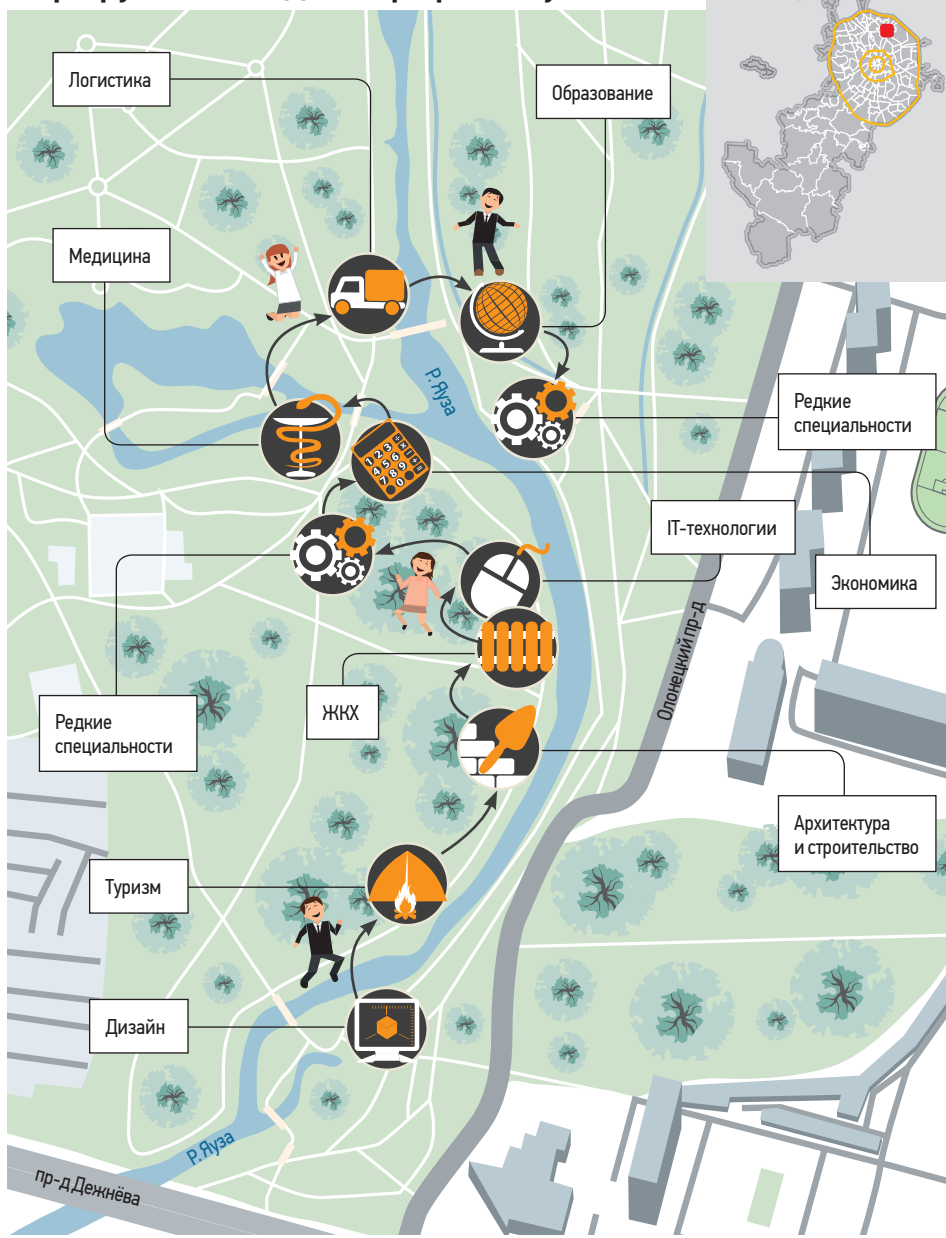 Логистика
Образование
Медицина
Р. Яуза
Редкие
специальности
IT-технологии
Экономика
Олонецкий пр-д
Редкие
специальности
ЖКХ
Архитектура
и строительство
Туризм
Дизайн
Р. Яуза
пр-д Дежнёва